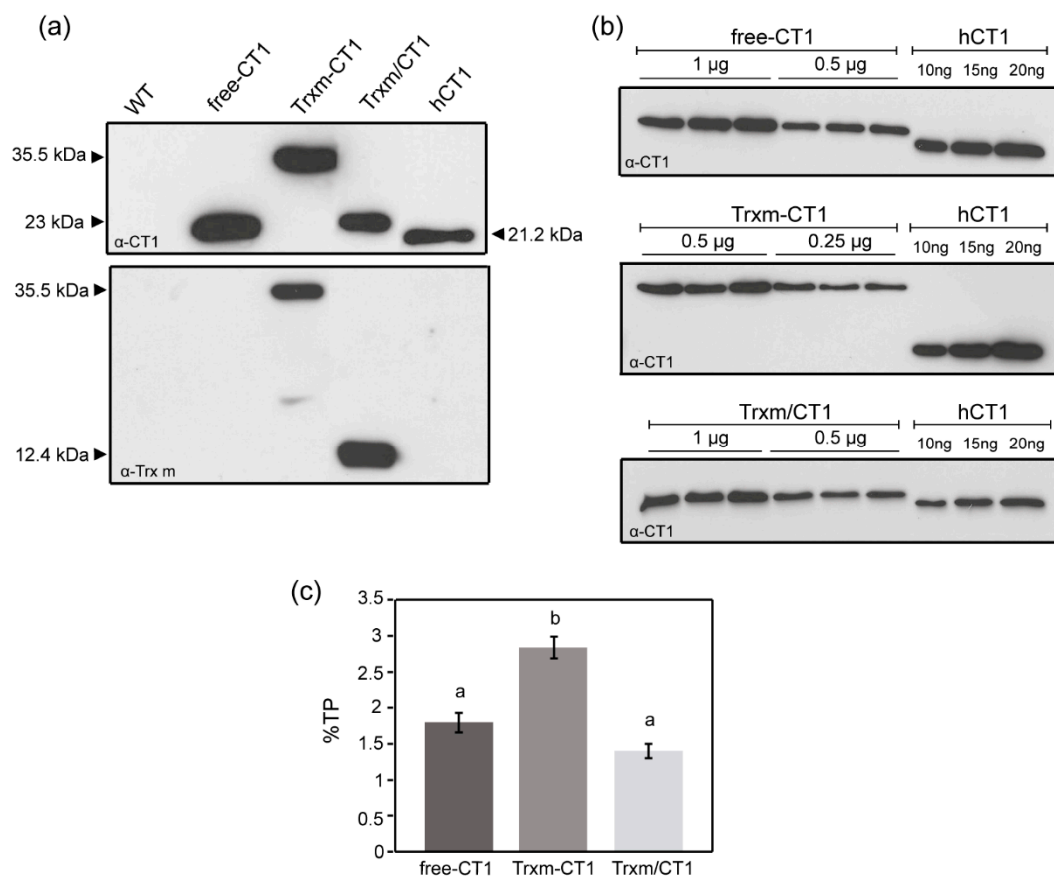 (a)
WT
free-CT1
Trxm-CT1
Trxm/CT1
hCT1
35.5 kDa
23 kDa
21.2 kDa
α-CT1
35.5 kDa
12.4 kDa
α-Trx m
(b)
free-CT1 hCT1
1 µg 0.5 µg 10ng 15ng 20ng
α-CT1
Trxm-CT1 hCT1
0.5 µg 0.25 µg 10ng 15ng 20ng
α-CT1
Trxm/CT1 hCT1
1 µg 0.5 µg 10ng 15ng 20ng
α-CT1
(c)
%TP
3.5
3
2.5
2
1.5
1
0.5
0
a
b
a
free-CT1 Trxm-CT1 Trxm/CT1